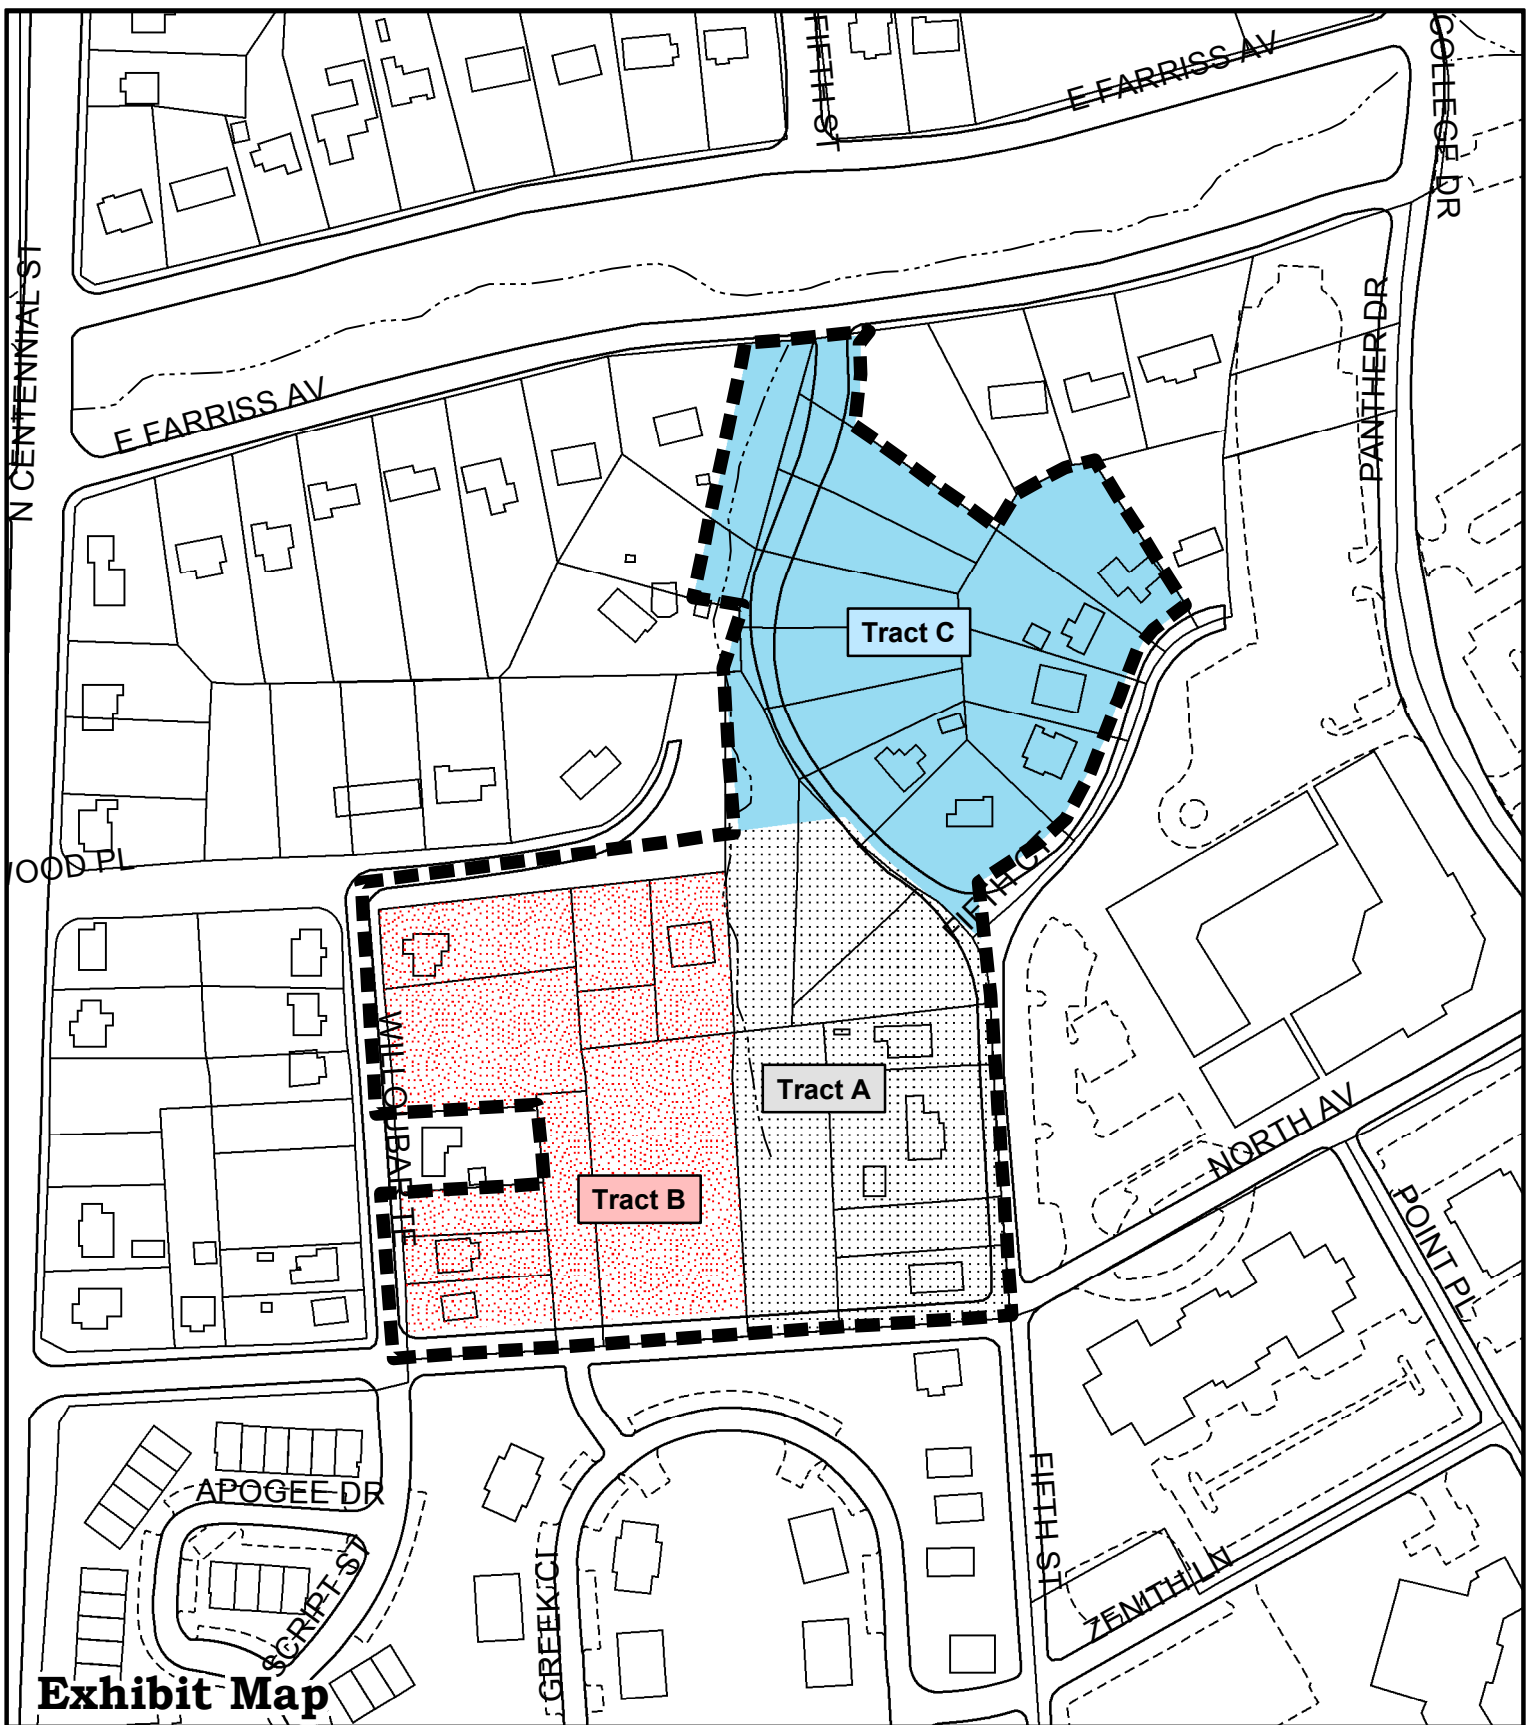 FIFTH ST
E FARRISS AV
COLLEGE DR
N CENTENNIAL ST
PANTHER DR
E FARRISS AV
Tract C
WOOD PL
FIFTH CT
WILLOUBAR TE
Tract A
NORTH AV
Tract B
POINT PL
APOGEE DR
SCRIPT ST
GREEK CI
FIFTH ST
ZENITH LN
Exhibit Map